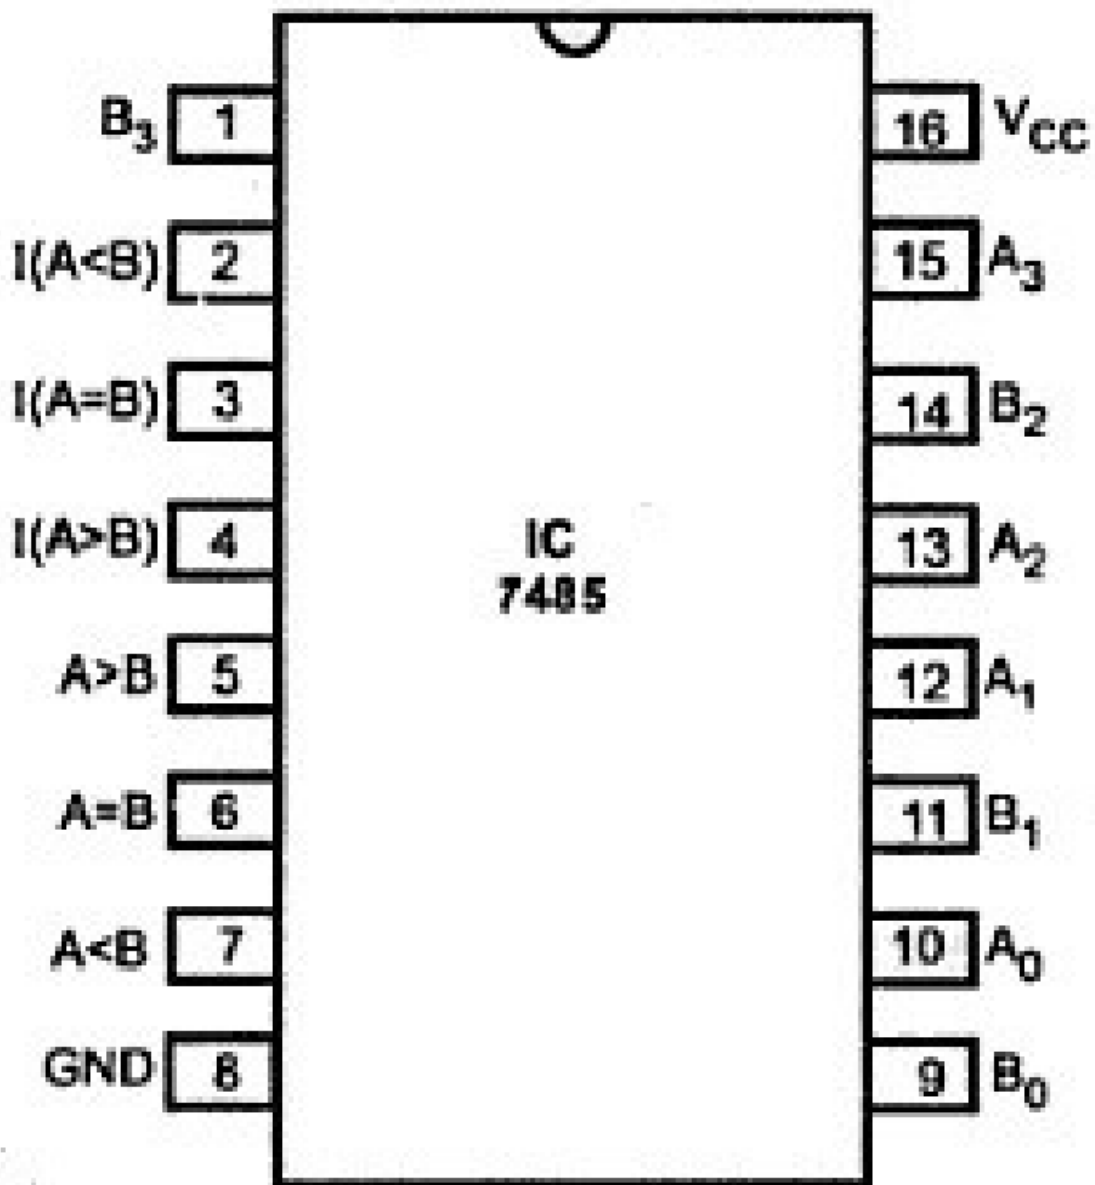 B3 1 16 VCC
I(A<B) 2 15 A3
I(A=B) 3 14 B2
I(A>B) 4 13 A2
IC
7485
A>B 5 12 A1
A=B 6 11 B1
A<B 7 10 A0
GND 8 9 B0